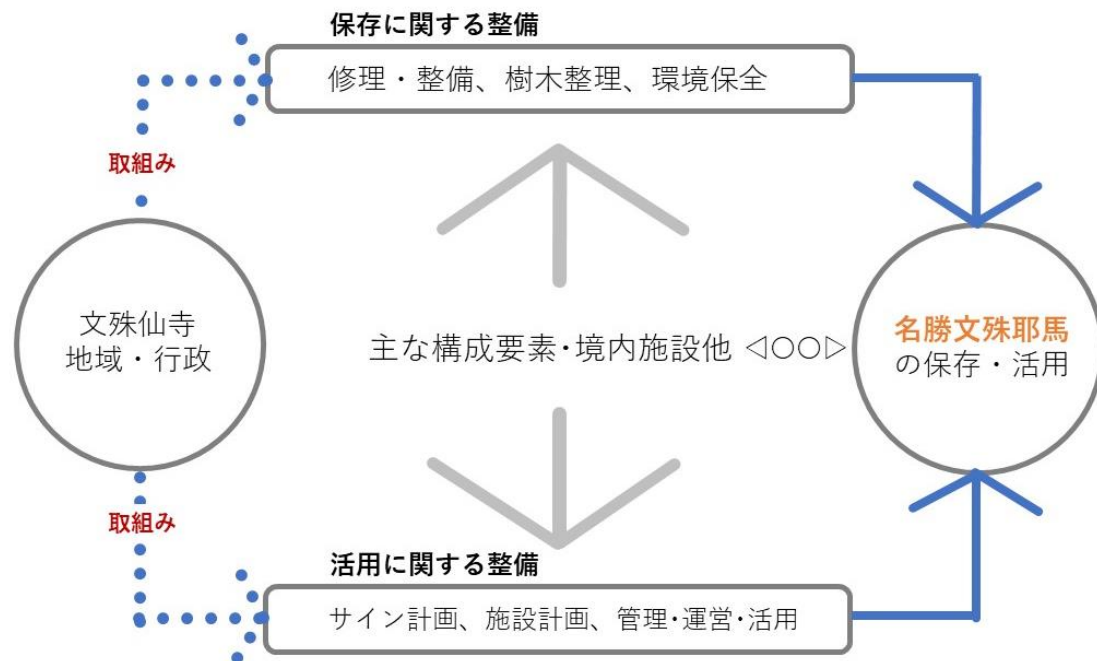 保存に関する整備
修理・整備、樹木整理、環境保全
取組み
文殊仙寺
地域・行政
主な構成要素・境内施設他 ◁○○▷
名勝文殊耶馬
の保存・活用
取組み
活用に関する整備
サイン計画、施設計画、管理・運営・活用